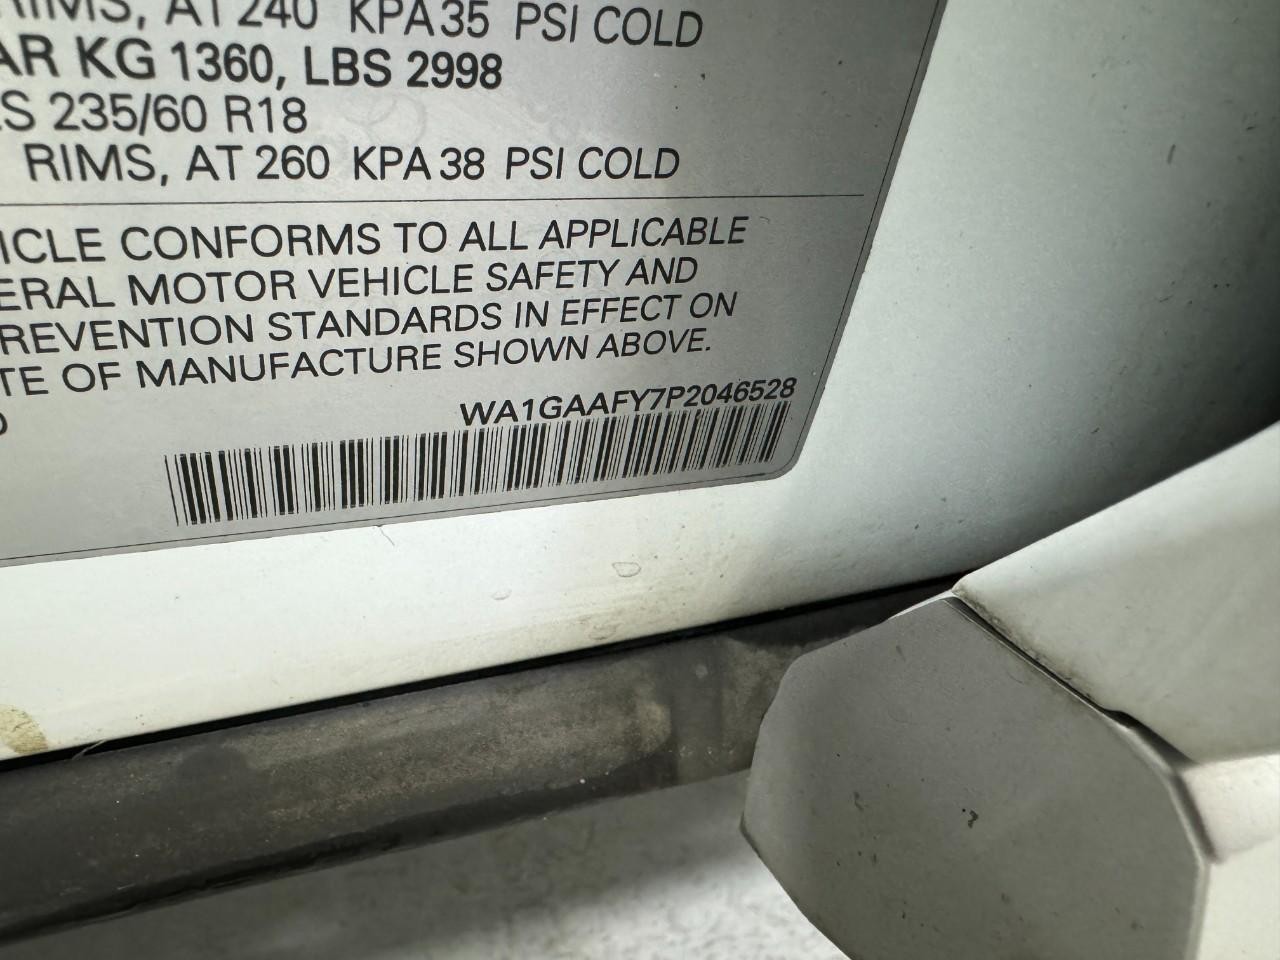 RIMS, AT 240 KPA 35 PSI COLD
AR KG 1360, LBS 2998
ES 235/60 R18
RIMS, AT 260 KPA 38 PSI COLD
ICLE CONFORMS TO ALL APPLICABLE
ERAL MOTOR VEHICLE SAFETY AND
REVENTION STANDARDS IN EFFECT ON
TE OF MANUFACTURE SHOWN ABOVE.
WA1GAAFY7P2046528